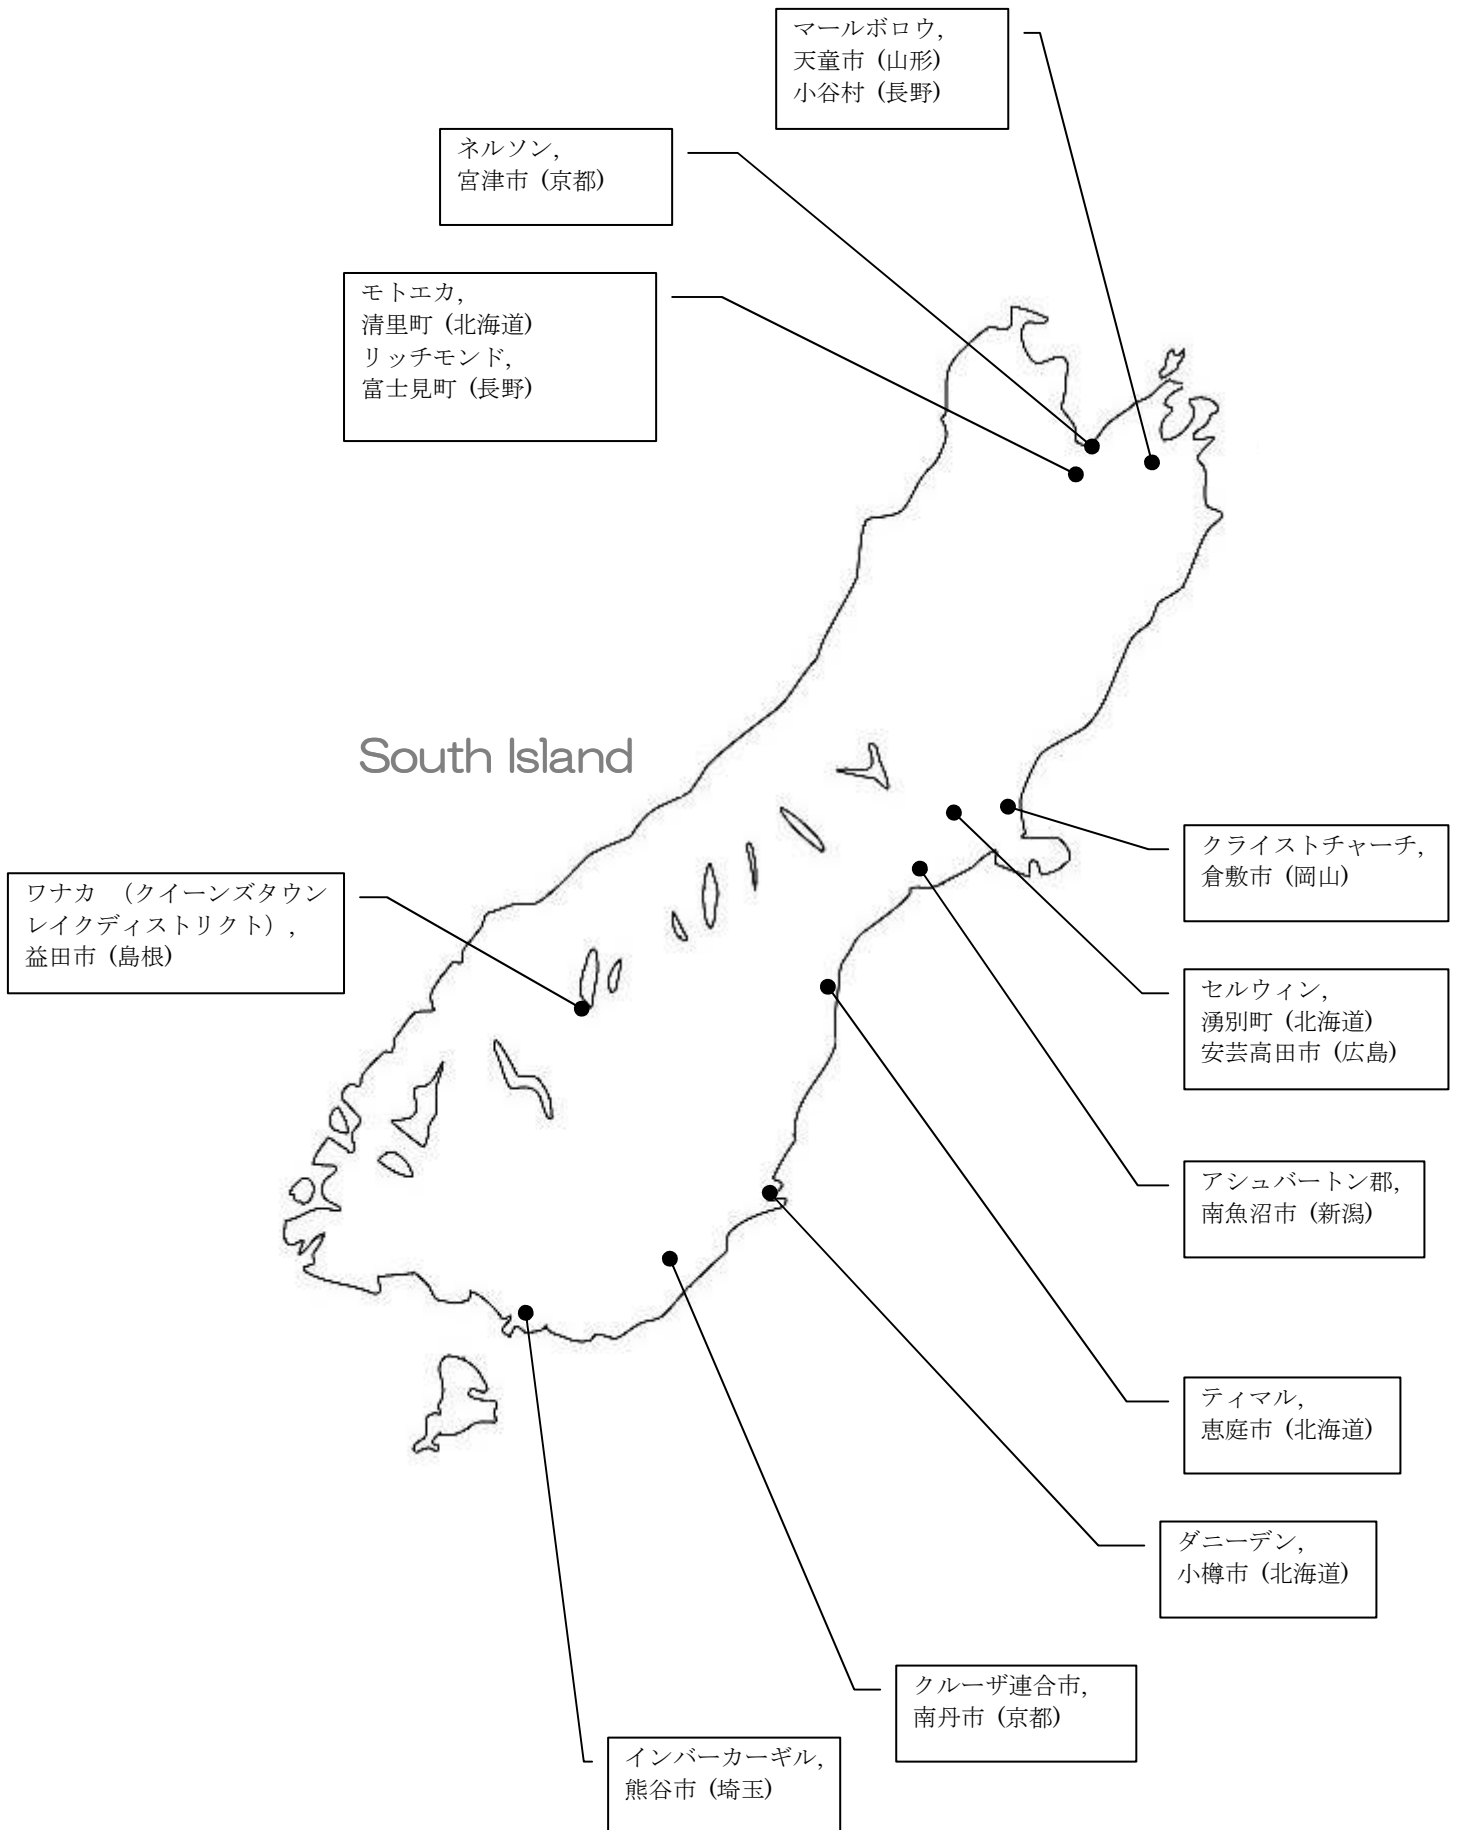 マールボロウ,
天童市 (山形)
小谷村 (長野)
ネルソン,
宮津市 (京都)
モトエカ,
清里町 (北海道)
リッチモンド,
富士見町 (長野)
South Island
クライストチャーチ,
倉敷市 (岡山)
ワナカ （クイーンズタウン
レイクディストリクト）,
益田市 (島根)
セルウィン,
湧別町 (北海道)
安芸高田市 (広島)
アシュバートン郡,
南魚沼市 (新潟)
ティマル,
恵庭市 (北海道)
ダニーデン,
小樽市 (北海道)
クルーザ連合市,
南丹市 (京都)
インバーカーギル,
熊谷市 (埼玉)